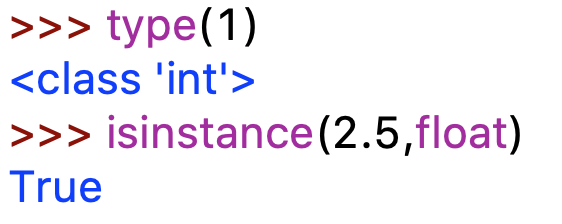 >>> type(1)
<class 'int'>
>>> isinstance(2.5,float)
True